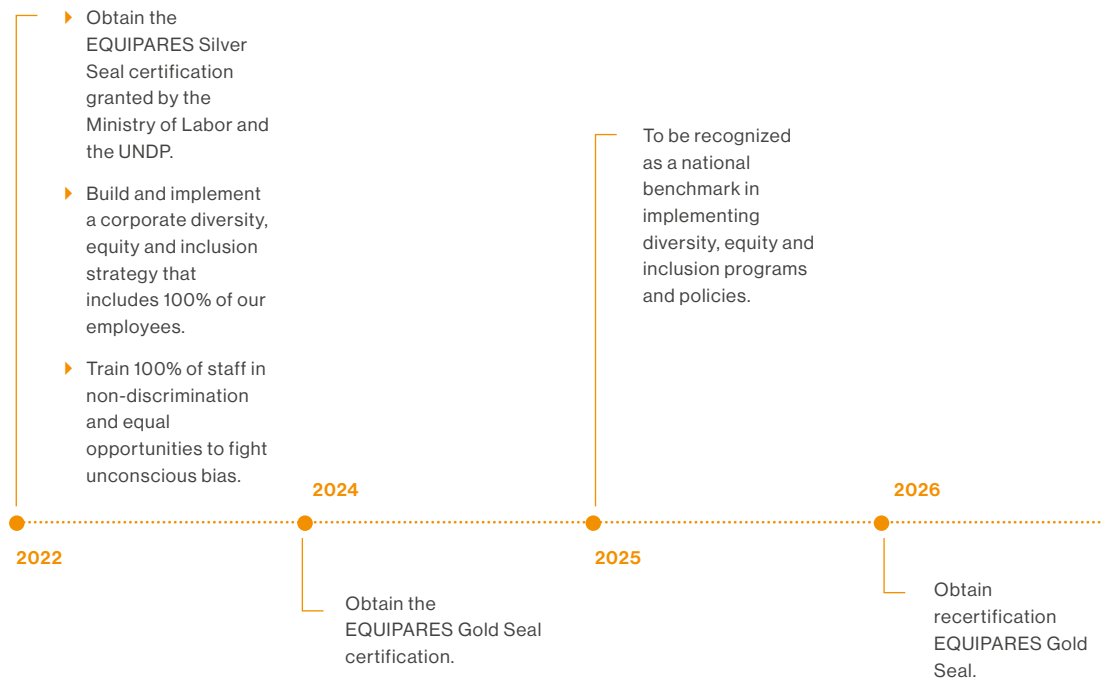 Obtain the
EQUIPARES Silver
Seal certification
granted by the
Ministry of Labor and
the UNDP.
Build and implement
a corporate diversity,
equity and inclusion
strategy that
includes 100% of our
employees.
Train 100% of staff in
non-discrimination
and equal
opportunities to fight
unconscious bias.
2022
2024
Obtain the
EQUIPARES Gold Seal
certification.
To be recognized
as a national
benchmark in
implementing
diversity, equity and
inclusion programs
and policies.
2025
2026
Obtain
recertification
EQUIPARES Gold
Seal.